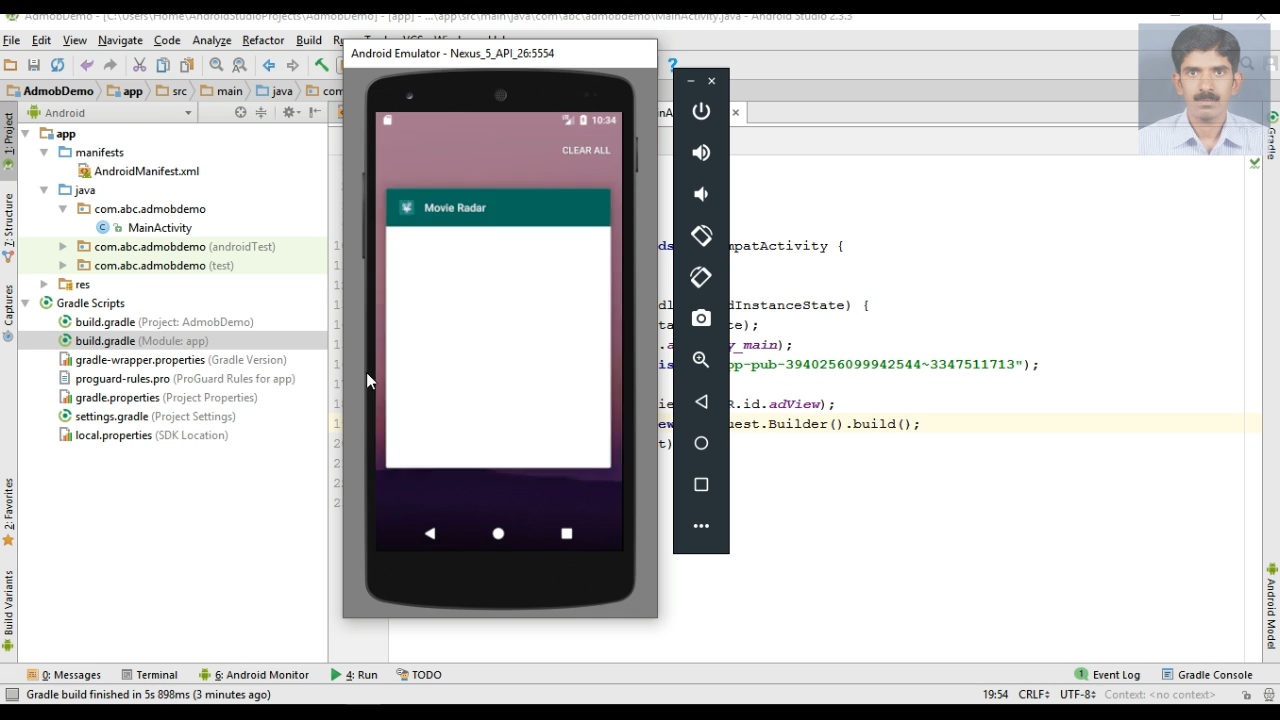 AdmobDemo - [C:\Users\Home\AndroidStudioProjects\AdmobDemo] - [app] - ...\app\src\main\java\com\abc\admobdemo\MainActivity.java - Android Studio 2.3.3
File Edit View Navigate Code Analyze Refactor Build
Android Emulator - Nexus_5_API_26:5554
AdmobDemo app src main java
Android
1: Project
app
manifests
AndroidManifest.xml
java
com.abc.admobdemo
MainActivity
com.abc.admobdemo (androidTest)
com.abc.admobdemo (test)
res
Gradle Scripts
build.gradle (Project: AdmobDemo)
build.gradle (Module: app)
gradle-wrapper.properties (Gradle Version)
proguard-rules.pro (ProGuard Rules for app)
gradle.properties (Project Properties)
settings.gradle (Project Settings)
local.properties (SDK Location)
Z: Structure
Captures
2: Favorites
Build Variants
10:34
CLEAR ALL
Movie Radar
mpatActivity {
dInstanceState) {
y_main);
pp-pub-3940256099942544~3347511713");
R.id.adView);
uest.Builder().build();
Gradle
Android Model
0: Messages Terminal 6: Android Monitor 4: Run TODO 1 Event Log Gradle Console
Gradle build finished in 5s 898ms (3 minutes ago) 19:54 CRLF UTF-8 Context: <no context>